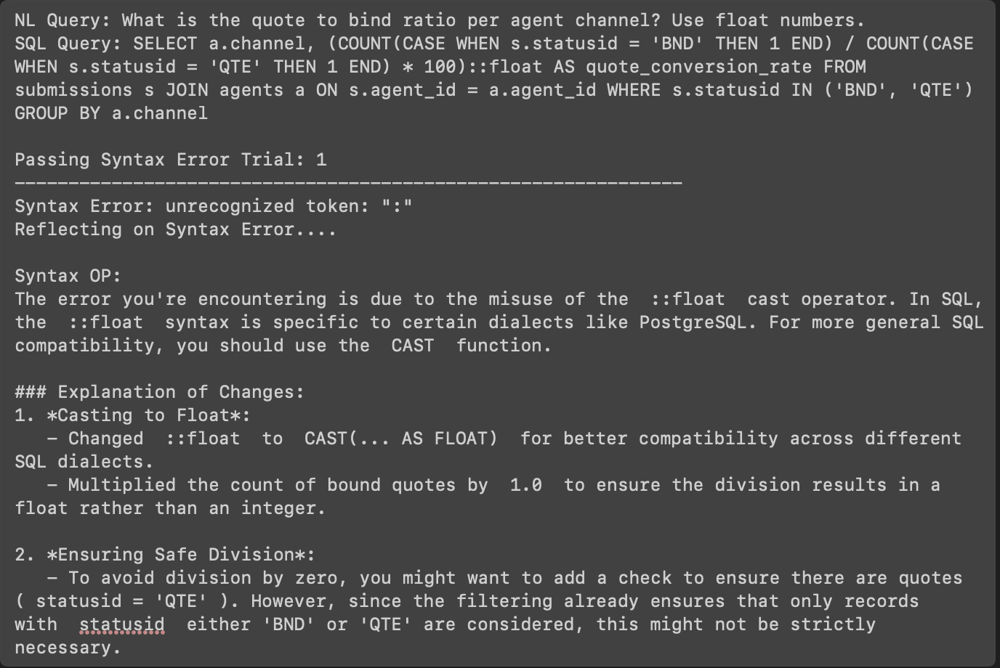 NL Query: What is the quote to bind ratio per agent channel? Use float numbers.
SQL Query: SELECT a.channel, (COUNT(CASE WHEN s.statusid = 'BND' THEN 1 END) / COUNT(CASE
WHEN s.statusid = 'QTE' THEN 1 END) * 100)::float AS quote_conversion_rate FROM
submissions s JOIN agents a ON s.agent_id = a.agent_id WHERE s.statusid IN ('BND', 'QTE')
GROUP BY a.channel
Passing Syntax Error Trial: 1
——————————————————————————————————————————————————————————————
Syntax Error: unrecognized token: ":"
Reflecting on Syntax Error....
Syntax OP:
The error you're encountering is due to the misuse of the  ::float  cast operator. In SQL,
the  ::float  syntax is specific to certain dialects like PostgreSQL. For more general SQL
compatibility, you should use the  CAST  function.
### Explanation of Changes:
1. *Casting to Float*:
   – Changed  ::float  to  CAST(... AS FLOAT)  for better compatibility across different
SQL dialects.
   – Multiplied the count of bound quotes by  1.0  to ensure the division results in a
float rather than an integer.
2. *Ensuring Safe Division*:
   – To avoid division by zero, you might want to add a check to ensure there are quotes
( statusid = 'QTE' ). However, since the filtering already ensures that only records
with  statusid  either 'BND' or 'QTE' are considered, this might not be strictly
necessary.